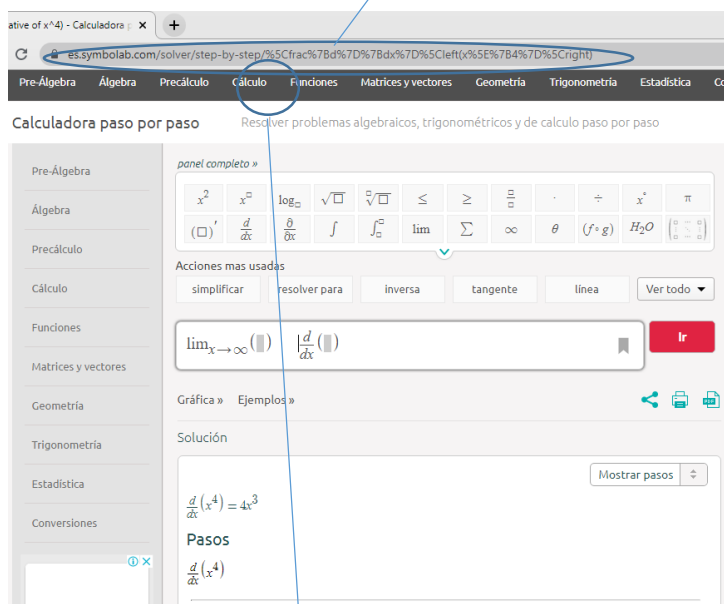 ative of x^4) - Calculadora p
es.symbolab.com/solver/step-by-step/%5Cfrac%7Bd%7D%7Bdx%7D%5Cleft(x%5E%7B4%7D%5Cright)
Pre-Álgebra Álgebra Precálculo Cálculo Funciones Matrices y vectores Geometría Trigonometría Estadística Co
Calculadora paso por paso Resolver problemas algebraicos, trigonométricos y de calculo paso por paso
Pre-Álgebra
Álgebra
Precálculo
Cálculo
Funciones
Matrices y vectores
Geometría
Trigonometría
Estadística
Conversiones
panel completo »
x² x^□ log_□ √□ ^□√□ ≤ ≥ □/□ · ÷ x° π
(□)′ d/dx ∂/∂x ∫ ∫_□^□ lim ∑ ∞ θ (f∘g) H₂O
Acciones mas usadas
simplificar resolver para inversa tangente línea Ver todo
lim_x→∞(□) d/dx(□)
Ir
Gráfica » Ejemplos »
PDF
Solución
Mostrar pasos
d/dx(x⁴) = 4x³
Pasos
d/dx(x⁴)